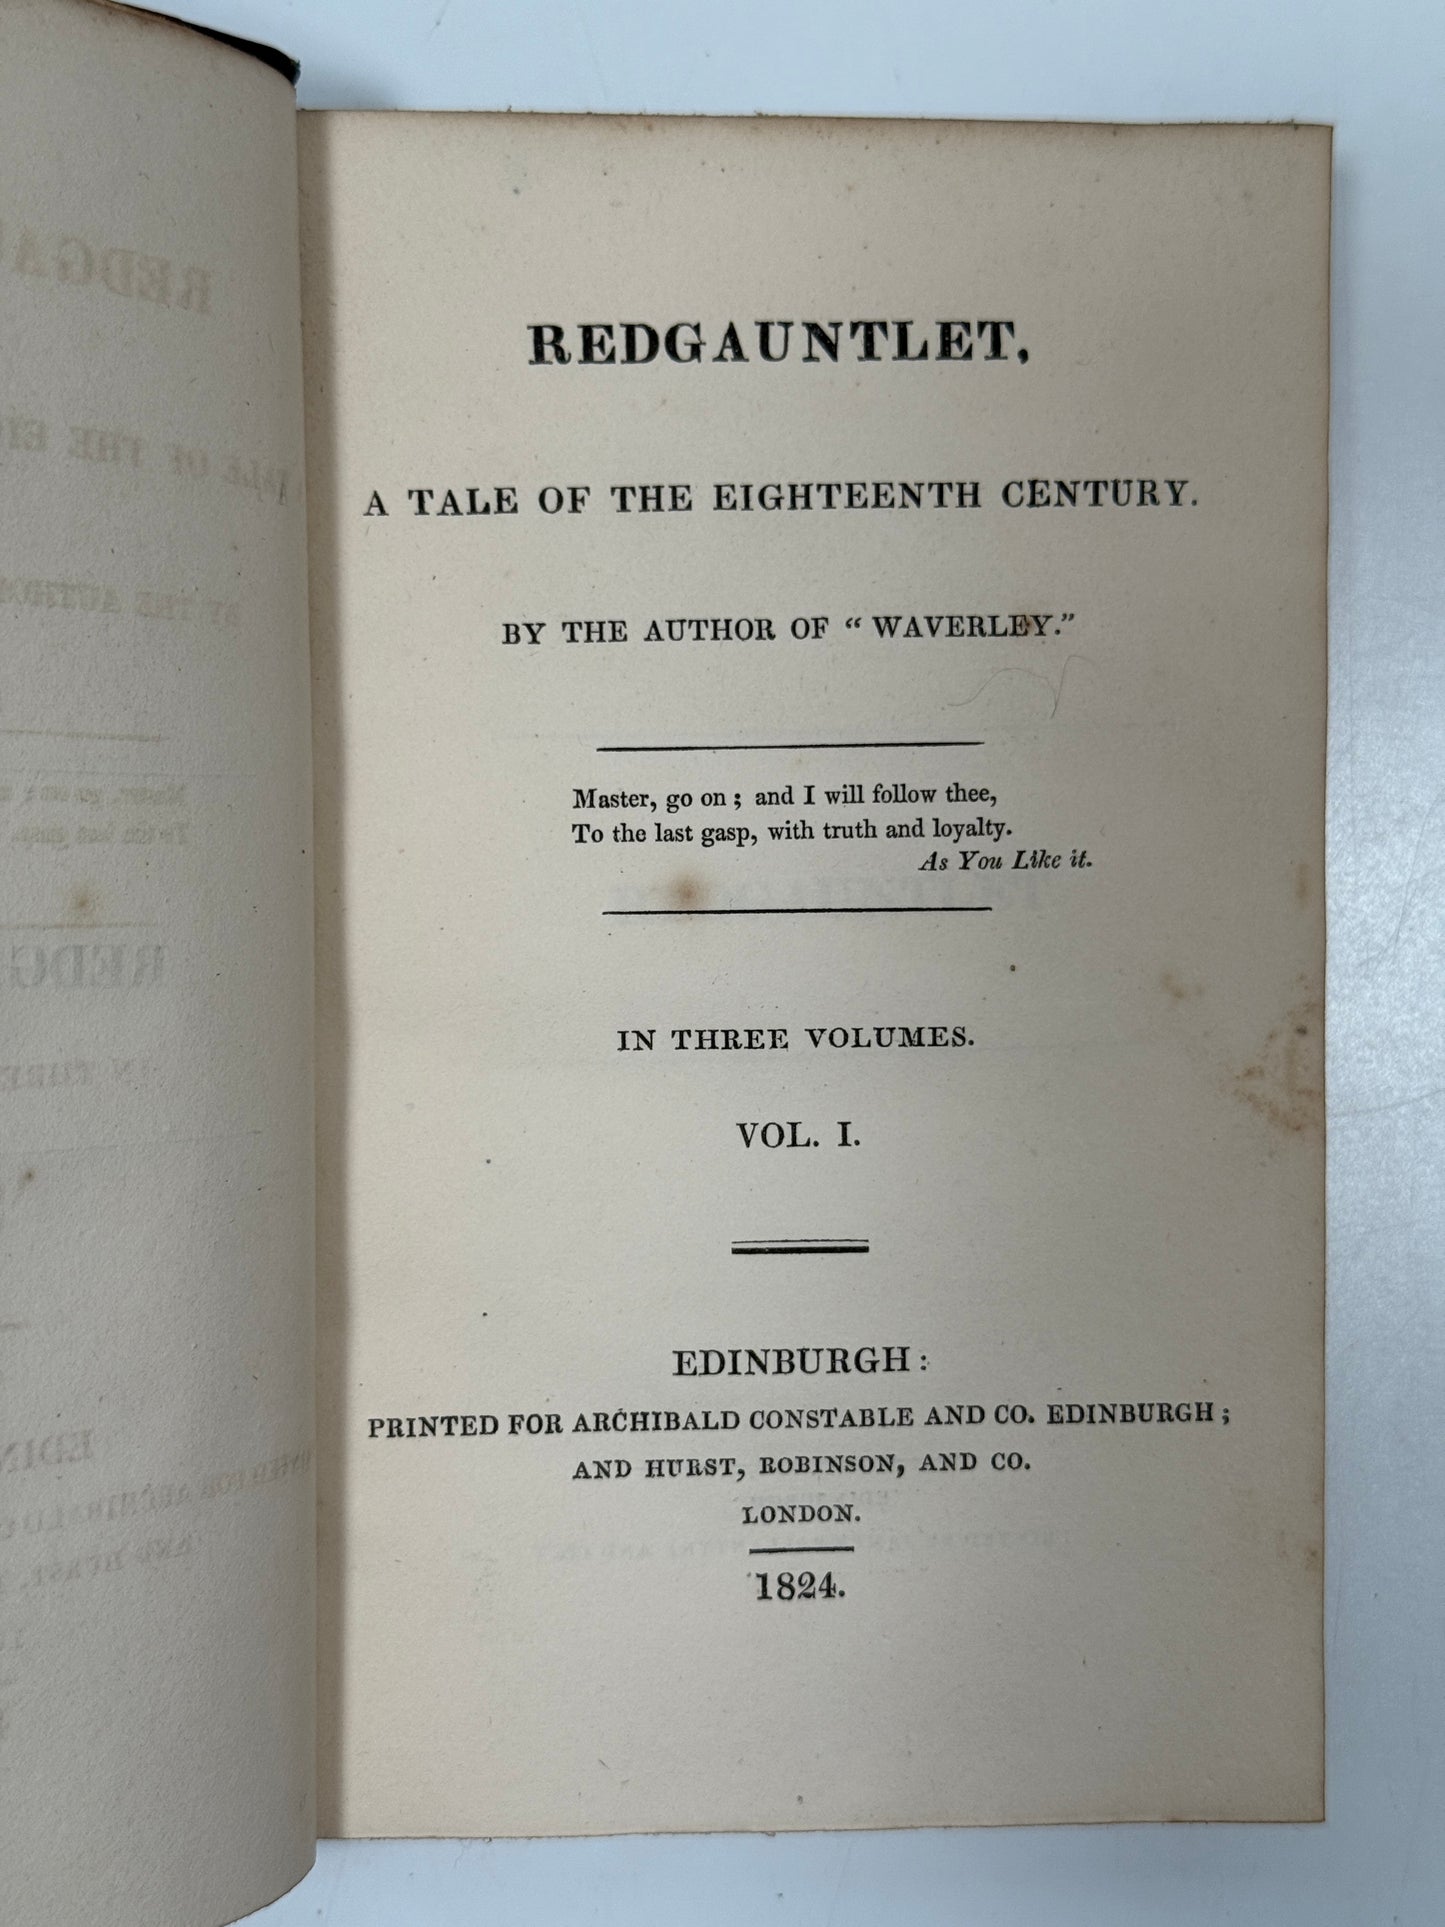 REDGAUNTLET,
A TALE OF THE EIGHTEENTH CENTURY.
BY THE AUTHOR OF “ WAVERLEY.”
Master, go on ; and I will follow thee,
To the last gasp, with truth and loyalty.
As You Like it.
IN THREE VOLUMES.
VOL. I.
EDINBURGH :
PRINTED FOR ARCHIBALD CONSTABLE AND CO. EDINBURGH ;
AND HURST, ROBINSON, AND CO.
LONDON.
1824.